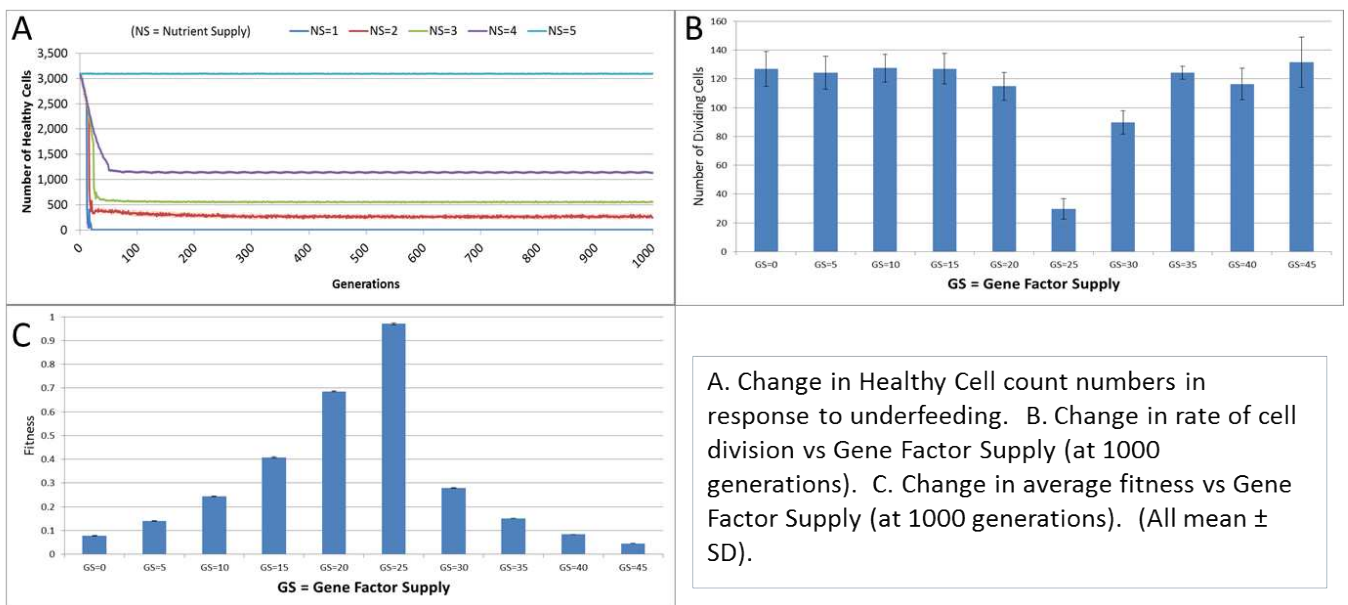 A
(NS = Nutrient Supply) NS=1 NS=2 NS=3 NS=4 NS=5
Number of Healthy Cells
3,500
3,000
2,500
2,000
1,500
1,000
500
0
0 100 200 300 400 500 600 700 800 900 1000
Generations
B
Number of Dividing Cells
160
140
120
100
80
60
40
20
0
GS=0 GS=5 GS=10 GS=15 GS=20 GS=25 GS=30 GS=35 GS=40 GS=45
GS = Gene Factor Supply
C
Fitness
1
0.9
0.8
0.7
0.6
0.5
0.4
0.3
0.2
0.1
0
GS=0 GS=5 GS=10 GS=15 GS=20 GS=25 GS=30 GS=35 GS=40 GS=45
GS = Gene Factor Supply
A. Change in Healthy Cell count numbers in
response to underfeeding. B. Change in rate of cell
division vs Gene Factor Supply (at 1000
generations). C. Change in average fitness vs Gene
Factor Supply (at 1000 generations). (All mean ±
SD).